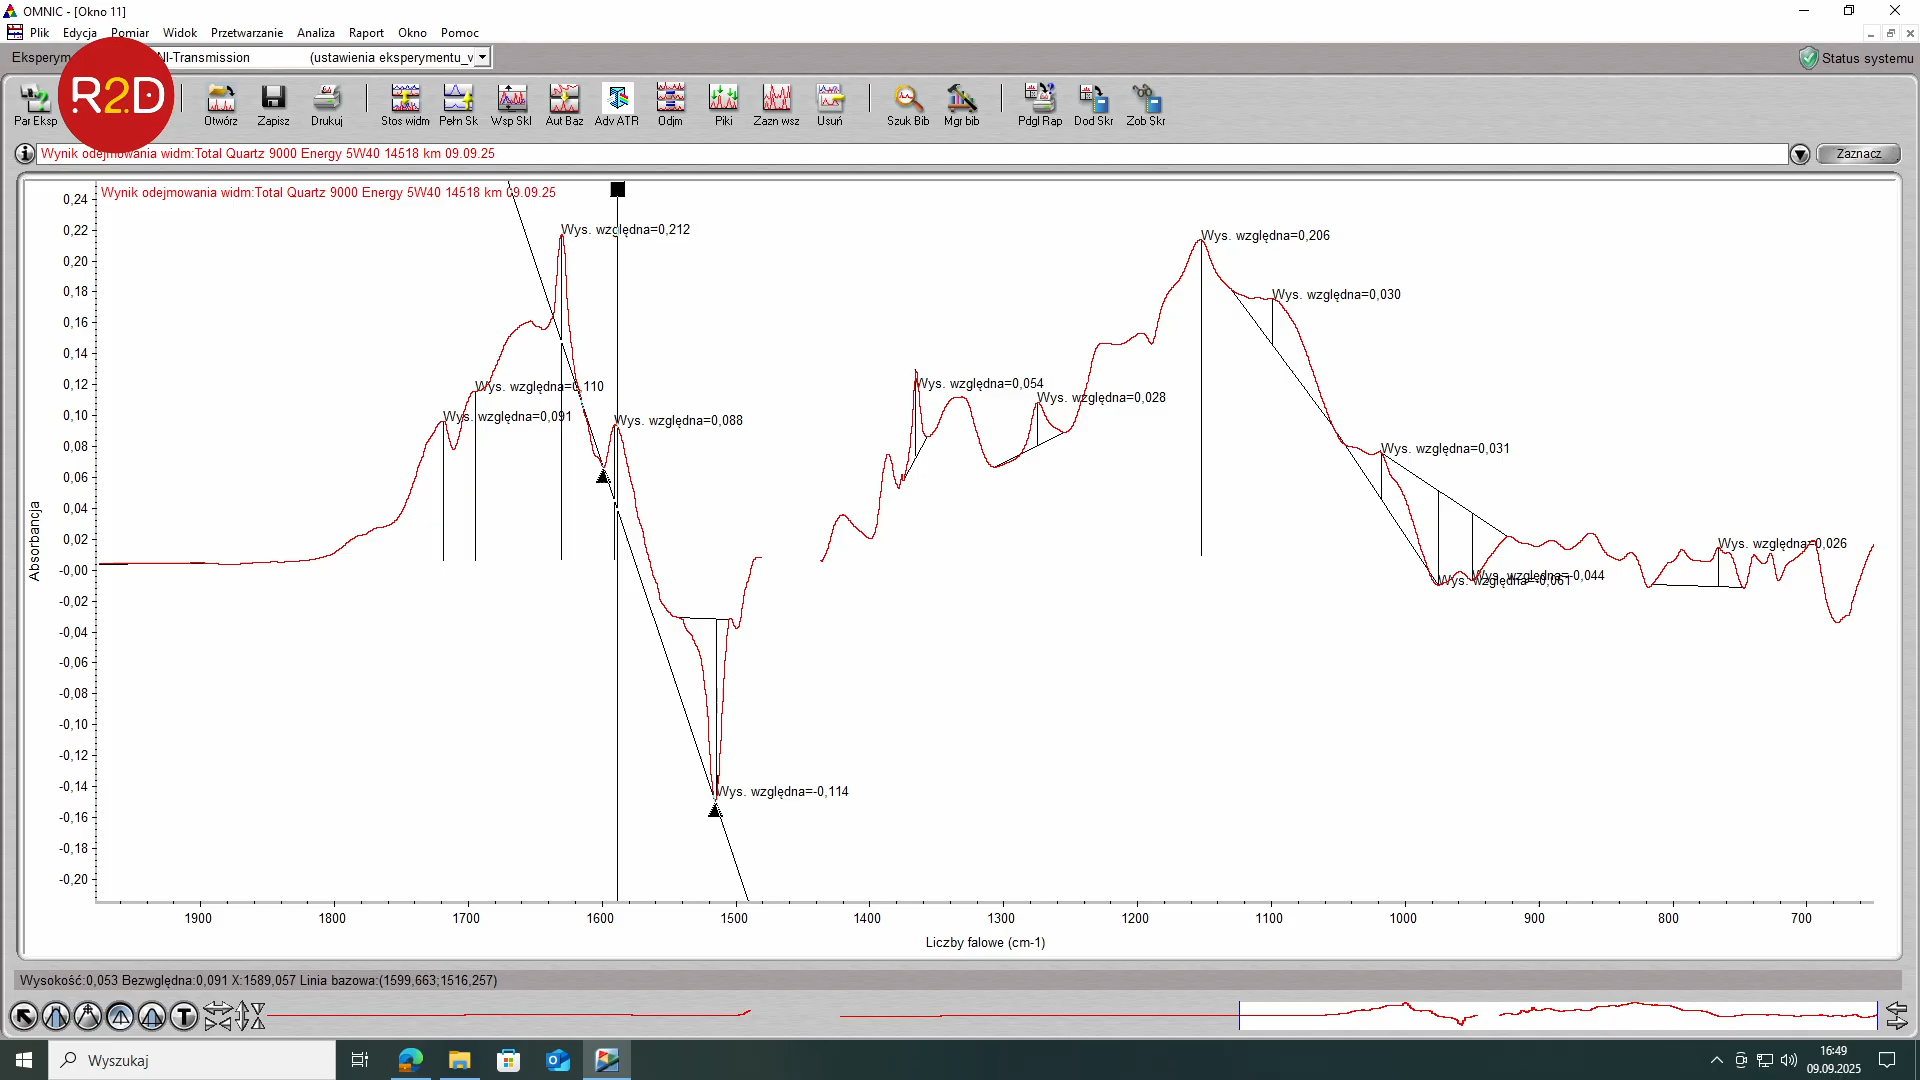 OMNIC - [Okno 11]
Plik Edycja Pomiar Widok Przetwarzanie Analiza Raport Okno Pomoc
Eksperym NI-Transmission (ustawienia eksperymentu_v Status systemu
R2D
Par Eksp Otwórz Zapisz Drukuj Stos widm Pełn Sk Wsp Skl Aut Baz Adv ATR Odjm Piki Zazn wsz Usuń Szuk Bib Mgr bib Pdgl Rap Dod Skr Zob Skr
Wynik odejmowania widm:Total Quartz 9000 Energy 5W40 14518 km 09.09.25 Zaznacz
Wynik odejmowania widm:Total Quartz 9000 Energy 5W40 14518 km 09.09.25
Wys. względna=0,212
Wys. względna=0,206
Wys. względna=0,030
Wys. względna=0,110
Wys. względna=0,054
Wys. względna=0,028
Wys. względna=0,091
Wys. względna=0,088
Wys. względna=0,031
Wys. względna=0,026
Wys. względna=-0,044
Wys. względna=-0,061
Wys. względna=-0,114
Absorbancja
0,24
0,22
0,20
0,18
0,16
0,14
0,12
0,10
0,08
0,06
0,04
0,02
-0,00
-0,02
-0,04
-0,06
-0,08
-0,10
-0,12
-0,14
-0,16
-0,18
-0,20
1900 1800 1700 1600 1500 1400 1300 1200 1100 1000 900 800 700
Liczby falowe (cm-1)
Wysokość:0,053 Bezwględna:0,091 X:1589,057 Linia bazowa:(1599,663;1516,257)
T
Wyszukaj
16:49
09.09.2025